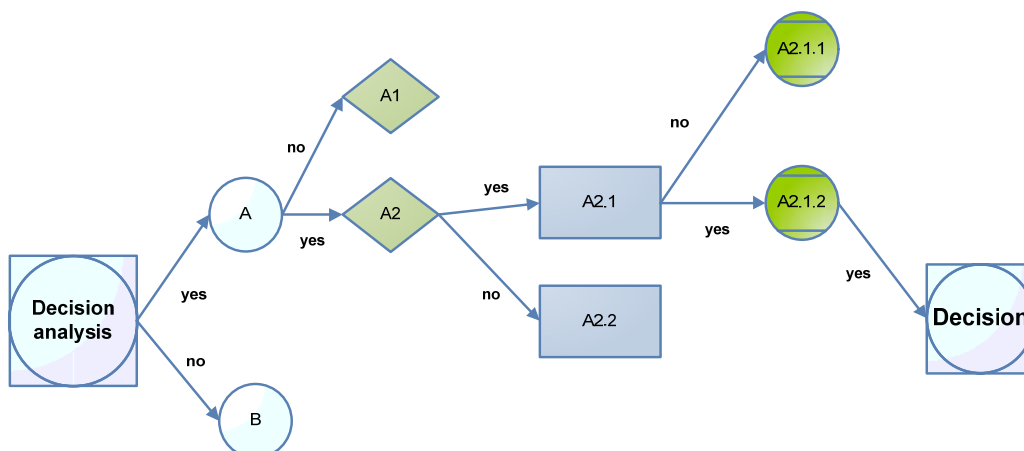 A2.1.1
A1
no
no
yes
A2.1
A2.1.2
A
A2
yes
yes
yes
yes
no
Decision
analysis
A2.2
Decision
no
B